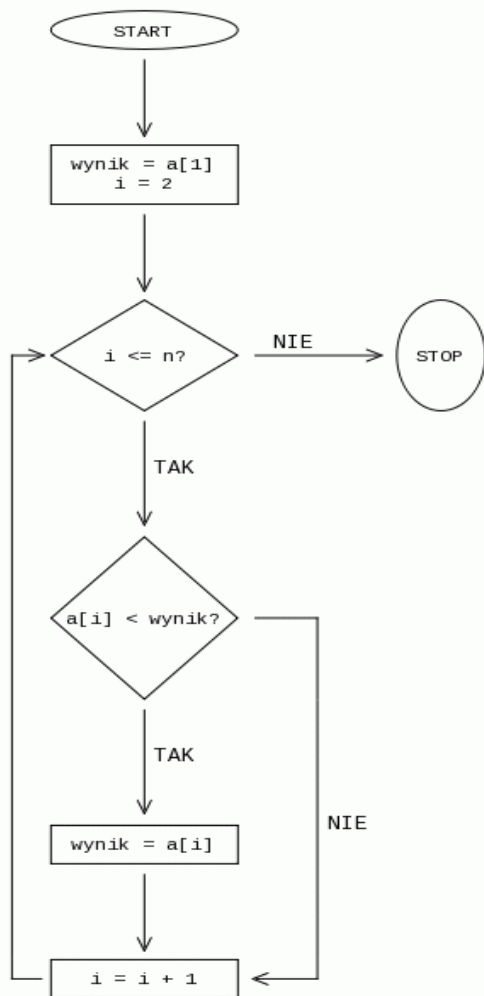 START
wynik = a[1]
i = 2
i <= n?
NIE
STOP
TAK
a[i] < wynik?
TAK
NIE
wynik = a[i]
i = i + 1